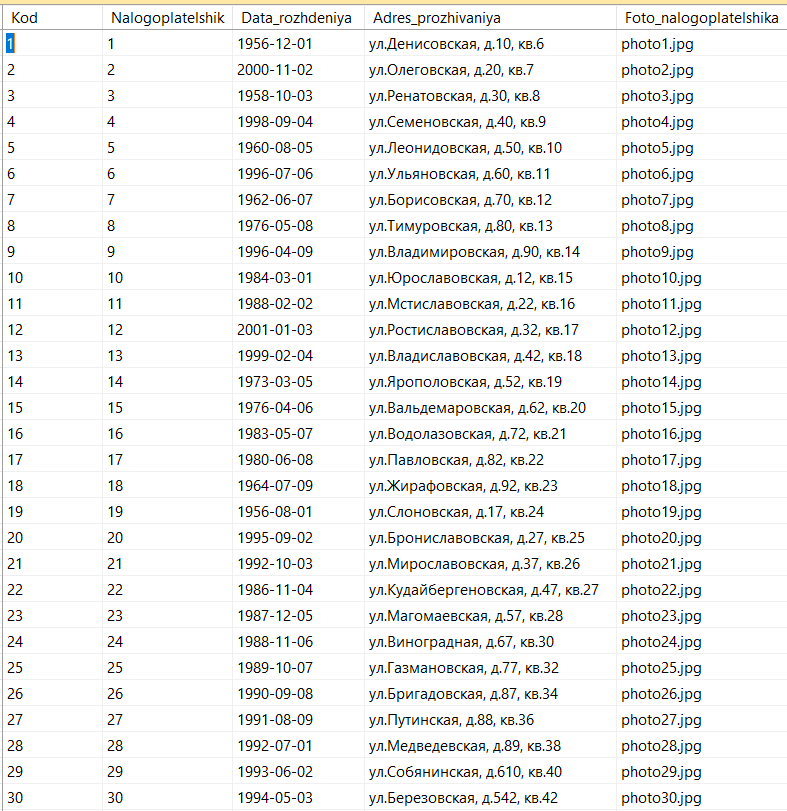 Kod Nalogoplatelshik Data_rozhdeniya Adres_prozhivaniya Foto_nalogoplatelshika
1 1 1956-12-01 ул.Денисовская, д.10, кв.6 photo1.jpg
2 2 2000-11-02 ул.Олеговская, д.20, кв.7 photo2.jpg
3 3 1958-10-03 ул.Ренатовская, д.30, кв.8 photo3.jpg
4 4 1998-09-04 ул.Семеновская, д.40, кв.9 photo4.jpg
5 5 1960-08-05 ул.Леонидовская, д.50, кв.10 photo5.jpg
6 6 1996-07-06 ул.Ульяновская, д.60, кв.11 photo6.jpg
7 7 1962-06-07 ул.Борисовская, д.70, кв.12 photo7.jpg
8 8 1976-05-08 ул.Тимуровская, д.80, кв.13 photo8.jpg
9 9 1996-04-09 ул.Владимировская, д.90, кв.14 photo9.jpg
10 10 1984-03-01 ул.Юрославовская, д.12, кв.15 photo10.jpg
11 11 1988-02-02 ул.Мстиславовская, д.22, кв.16 photo11.jpg
12 12 2001-01-03 ул.Ростиславовская, д.32, кв.17 photo12.jpg
13 13 1999-02-04 ул.Владиславовская, д.42, кв.18 photo13.jpg
14 14 1973-03-05 ул.Ярополовская, д.52, кв.19 photo14.jpg
15 15 1976-04-06 ул.Вальдемаровская, д.62, кв.20 photo15.jpg
16 16 1983-05-07 ул.Водолазовская, д.72, кв.21 photo16.jpg
17 17 1980-06-08 ул.Павловская, д.82, кв.22 photo17.jpg
18 18 1964-07-09 ул.Жирафовская, д.92, кв.23 photo18.jpg
19 19 1956-08-01 ул.Слоновская, д.17, кв.24 photo19.jpg
20 20 1995-09-02 ул.Брониславовская, д.27, кв.25 photo20.jpg
21 21 1992-10-03 ул.Мирославовская, д.37, кв.26 photo21.jpg
22 22 1986-11-04 ул.Кудайбергеновская, д.47, кв.27 photo22.jpg
23 23 1987-12-05 ул.Магомаевская, д.57, кв.28 photo23.jpg
24 24 1988-11-06 ул.Виноградная, д.67, кв.30 photo24.jpg
25 25 1989-10-07 ул.Газмановская, д.77, кв.32 photo25.jpg
26 26 1990-09-08 ул.Бригадовская, д.87, кв.34 photo26.jpg
27 27 1991-08-09 ул.Путинская, д.88, кв.36 photo27.jpg
28 28 1992-07-01 ул.Медведевская, д.89, кв.38 photo28.jpg
29 29 1993-06-02 ул.Собянинская, д.610, кв.40 photo29.jpg
30 30 1994-05-03 ул.Березовская, д.542, кв.42 photo30.jpg